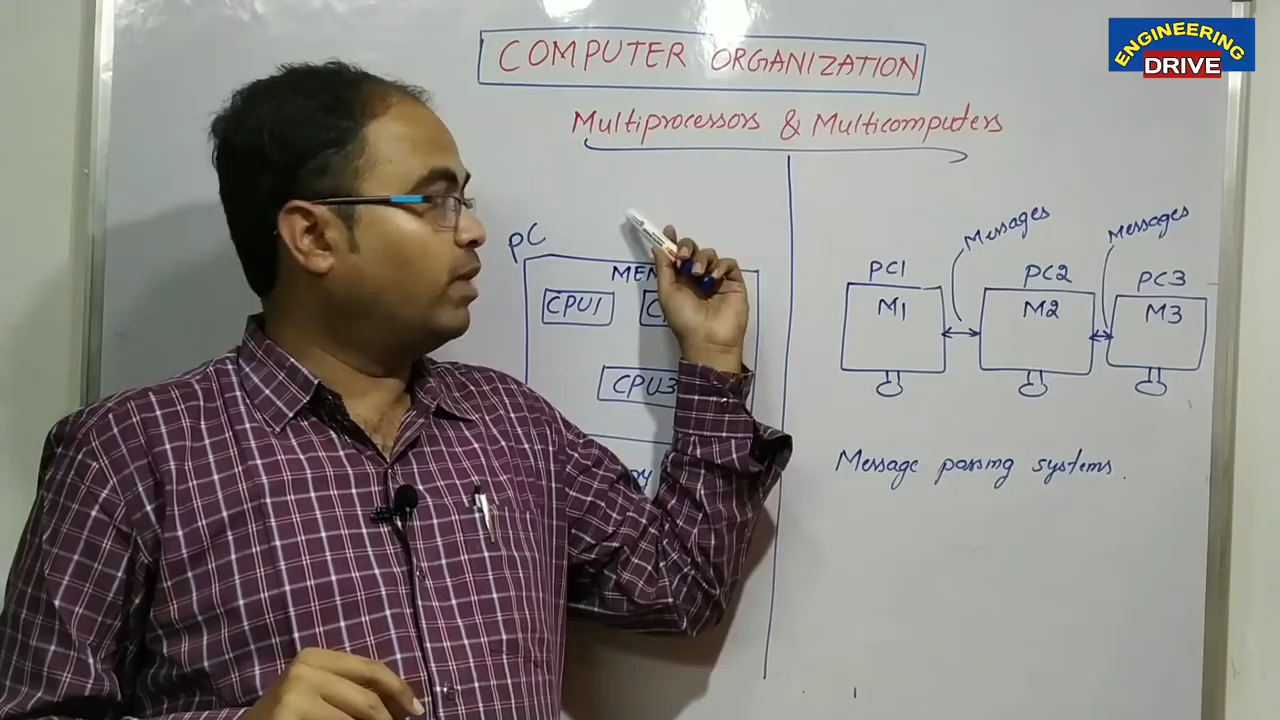 ENGINEERING
DRIVE
COMPUTER ORGANIZATION
Multiprocessors & Multicomputers
PC
CPU1
CPU3
Messages
Messages
PC1
PC2
PC3
M1
M2
M3
Message passing systems.